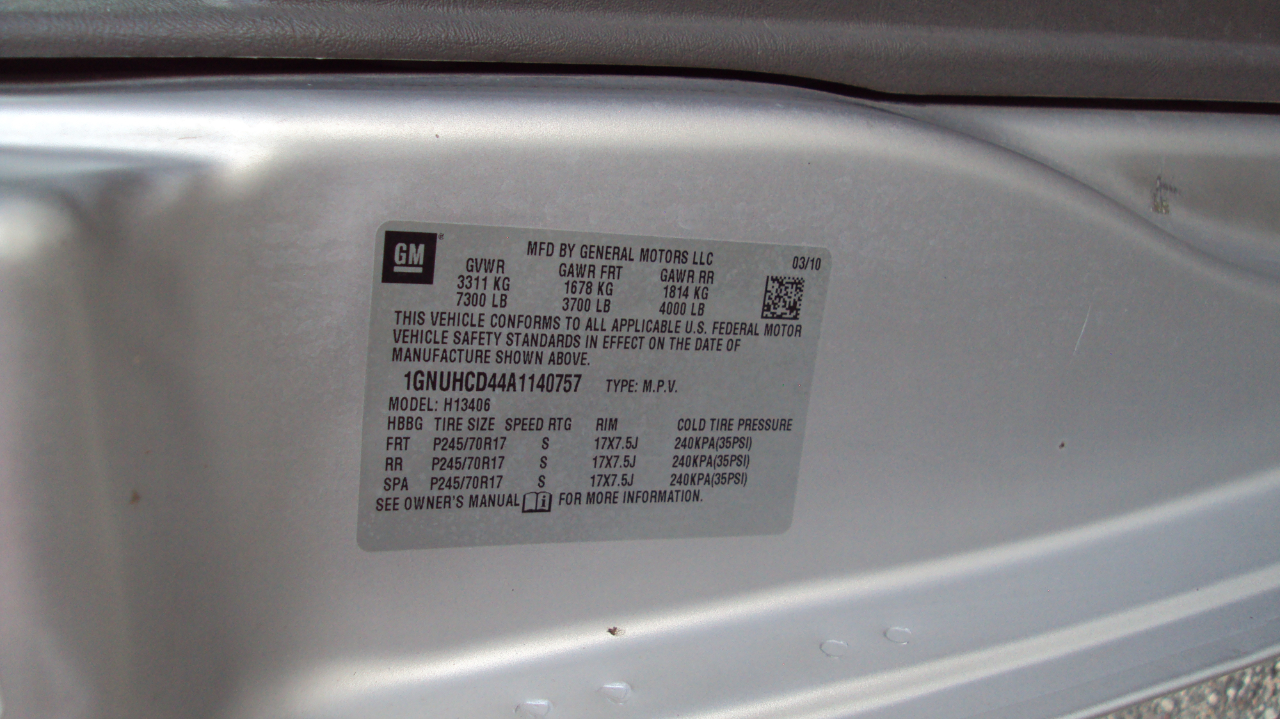 GM®
MFD BY GENERAL MOTORS LLC
03/10
GVWR GAWR FRT GAWR RR
3311 KG 1678 KG 1814 KG
7300 LB 3700 LB 4000 LB
THIS VEHICLE CONFORMS TO ALL APPLICABLE U.S. FEDERAL MOTOR
VEHICLE SAFETY STANDARDS IN EFFECT ON THE DATE OF
MANUFACTURE SHOWN ABOVE.
1GNUHCD44A1140757 TYPE: M.P.V.
MODEL: H13406
HBBG TIRE SIZE SPEED RTG RIM COLD TIRE PRESSURE
FRT P245/70R17 S 17X7.5J 240KPA(35PSI)
RR P245/70R17 S 17X7.5J 240KPA(35PSI)
SPA P245/70R17 S 17X7.5J 240KPA(35PSI)
SEE OWNER'S MANUAL i FOR MORE INFORMATION.